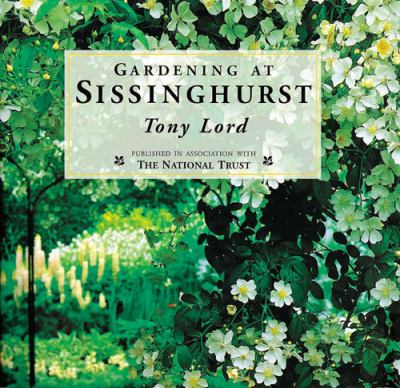 GARDENING AT
SISSINGHURST
Tony Lord
PUBLISHED IN ASSOCIATION WITH
THE NATIONAL TRUST